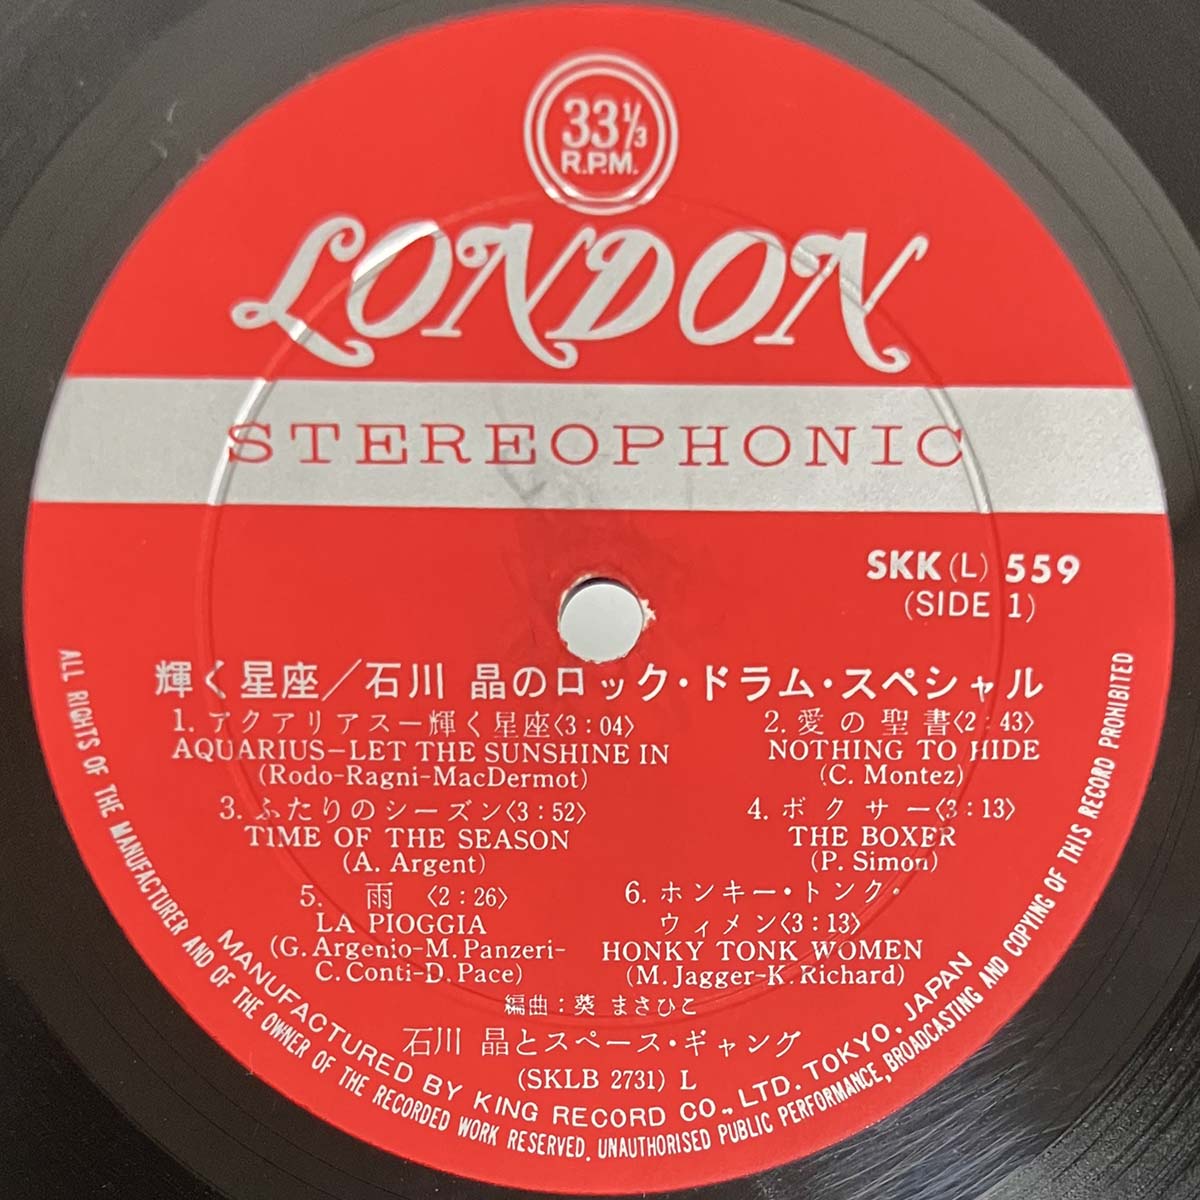 33 1/3
R.P.M.
LONDON
STEREOPHONIC
SKK (L) 559
(SIDE 1)
輝く星座／石川 晶のロック・ドラム・スペシャル
1. アクアリアス－輝く星座〈3：04〉
AQUARIUS－LET THE SUNSHINE IN
(Rodo-Ragni-MacDermot)
2. 愛の聖書〈2：43〉
NOTHING TO HIDE
(C. Montez)
3. ふたりのシーズン〈3：52〉
TIME OF THE SEASON
(A. Argent)
4. ボクサー〈3：13〉
THE BOXER
(P. Simon)
5. 雨 〈2：26〉
LA PIOGGIA
(G. Argenio-M. Panzeri-
C. Conti-D. Pace)
6. ホンキー・トンク・
ウィメン〈3：13〉
HONKY TONK WOMEN
(M. Jagger-K. Richard)
編曲：葵 まさひこ
石川 晶とスペース・ギャング
(SKLB 2731) L
MANUFACTURED BY KING RECORD CO., LTD. TOKYO. JAPAN
ALL RIGHTS OF THE MANUFACTURER AND OF THE OWNER OF THE RECORDED WORK RESERVED. UNAUTHORISED PUBLIC PERFORMANCE, BROADCASTING AND COPYING OF THIS RECORD PROHIBITED